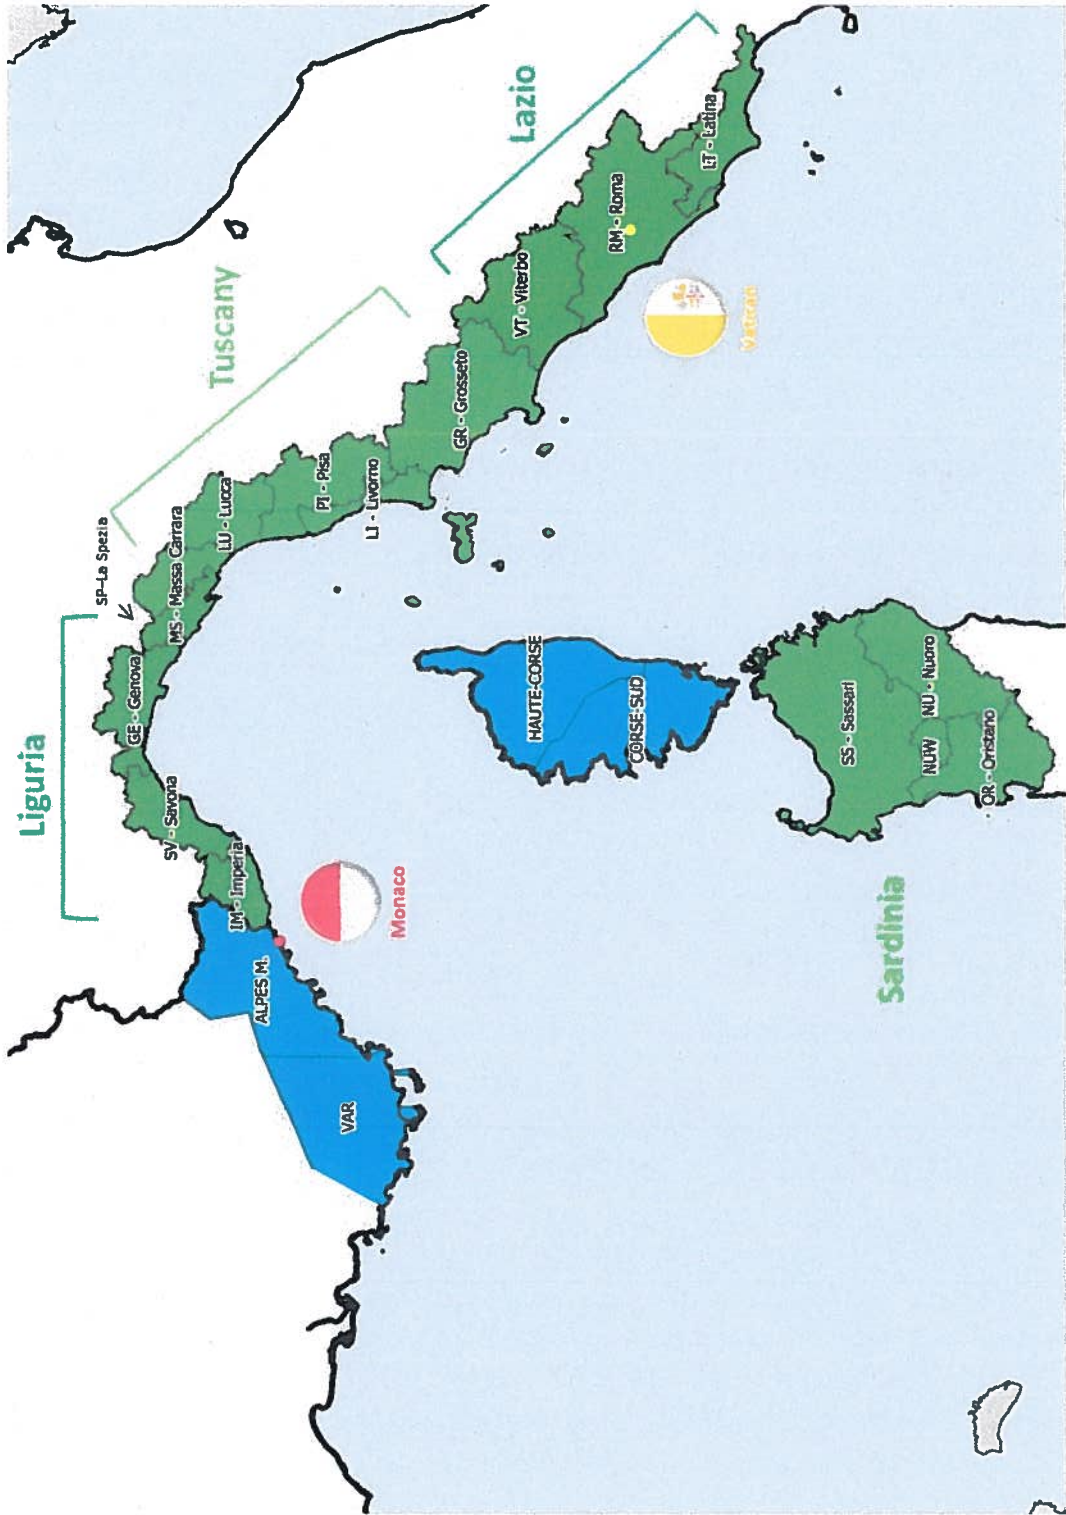 Liguria
SP-La Spezia
Tuscany
Lazio
GE - Genova
MS - Massa Carrara
SV - Savona
LU - Lucca
IM - Imperia
PI - Pisa
LI - Livorno
ALPES M.
VAR
Monaco
GR - Grosseto
VT - Viterbo
RM - Roma
LT - Latina
Vatican
HAUTE-CORSE
CORSE-SUD
SS - Sassari
NUW
NU - Nuoro
OR - Oristano
Sardinia